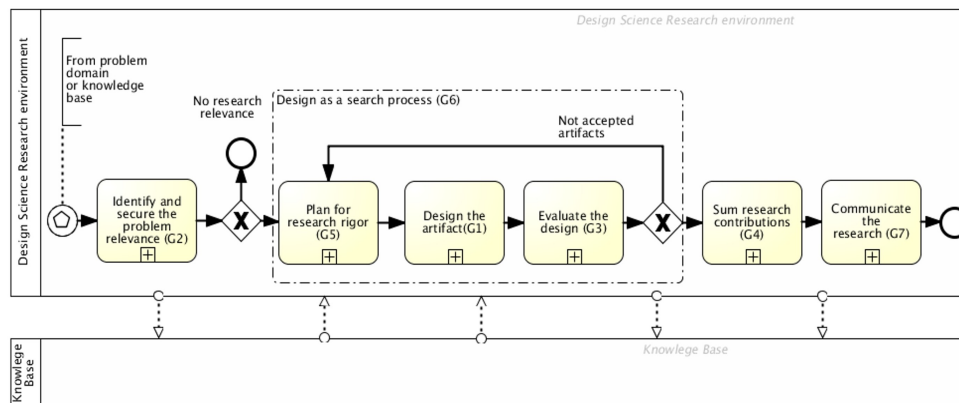 Design Science Research environment
Design Science Research environment
From problem
domain
or knowledge
base
No research
relevance
Design as a search process (G6)
Not accepted
artifacts
Identify and
secure the
problem
relevance (G2)
X
Plan for
research rigor
(G5)
Design the
artifact(G1)
Evaluate the
design (G3)
X
Sum research
contributions
(G4)
Communicate
the
research (G7)
Knowlege
Base
Knowlege Base